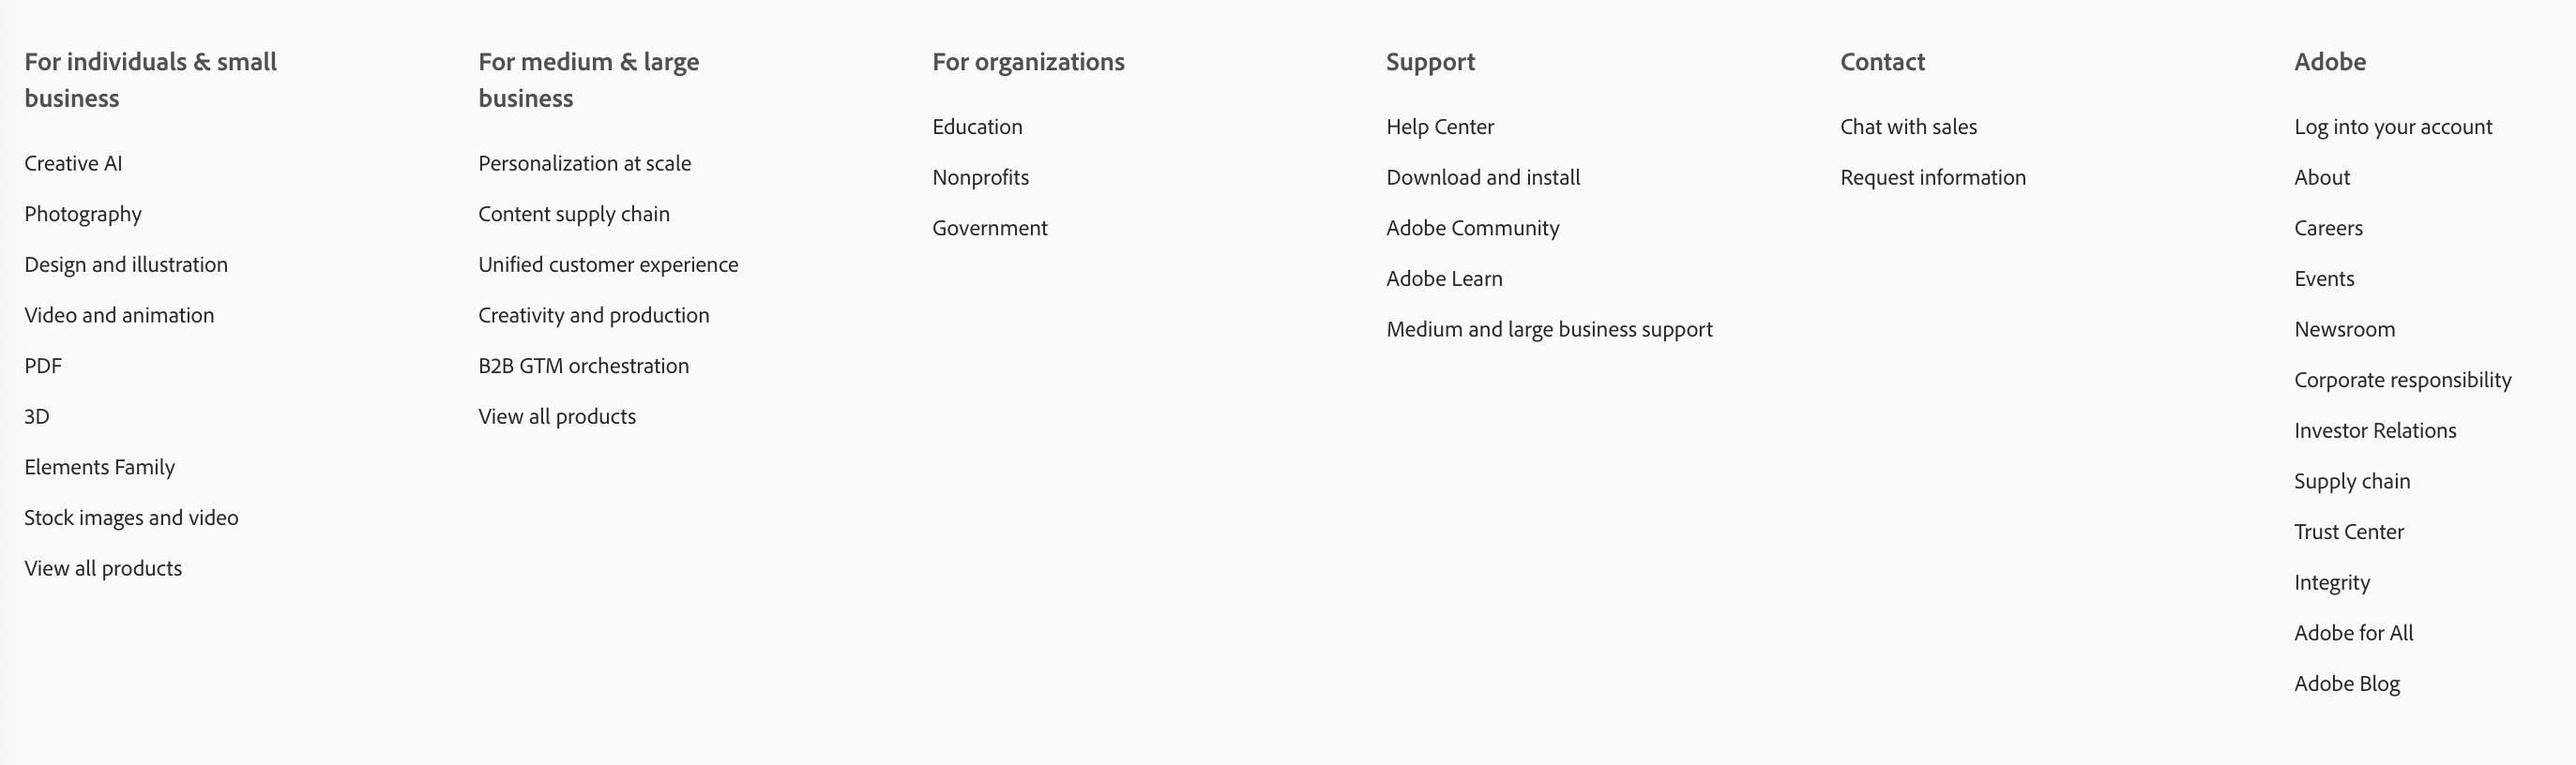 For individuals & small
business
Creative AI
Photography
Design and illustration
Video and animation
PDF
3D
Elements Family
Stock images and video
View all products
For medium & large
business
Personalization at scale
Content supply chain
Unified customer experience
Creativity and production
B2B GTM orchestration
View all products
For organizations
Education
Nonprofits
Government
Support
Help Center
Download and install
Adobe Community
Adobe Learn
Medium and large business support
Contact
Chat with sales
Request information
Adobe
Log into your account
About
Careers
Events
Newsroom
Corporate responsibility
Investor Relations
Supply chain
Trust Center
Integrity
Adobe for All
Adobe Blog